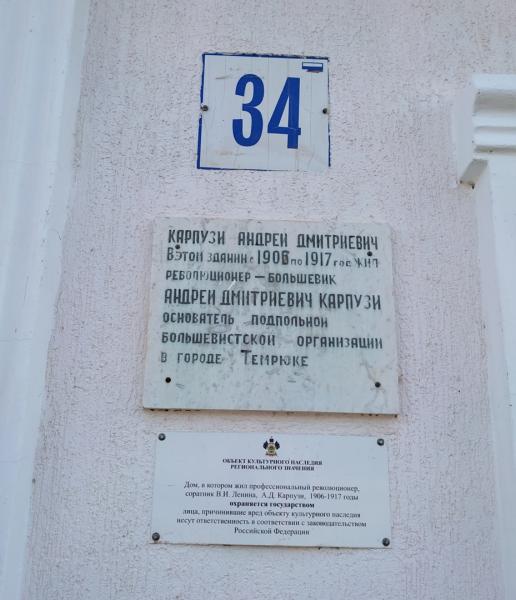 34
КАРПУЗИ АНДРЕЙ ДМИТРИЕВИЧ
В ЭТОМ ЗДАНИИ с 1906 по 1917 год ЖИЛ
РЕВОЛЮЦИОНЕР — БОЛЬШЕВИК
АНДРЕЙ ДМИТРИЕВИЧ КАРПУЗИ
ОСНОВАТЕЛЬ ПОДПОЛЬНОЙ
БОЛЬШЕВИСТСКОЙ ОРГАНИЗАЦИИ
В ГОРОДЕ ТЕМРЮКЕ
ОБЪЕКТ КУЛЬТУРНОГО НАСЛЕДИЯ
РЕГИОНАЛЬНОГО ЗНАЧЕНИЯ
Дом, в котором жил профессиональный революционер,
соратник В.И. Ленина, А.Д. Карпузи, 1906-1917 годы
охраняется государством
лица, причинившие вред объекту культурного наследия
несут ответственность в соответствии с законодательством
Российской Федерации